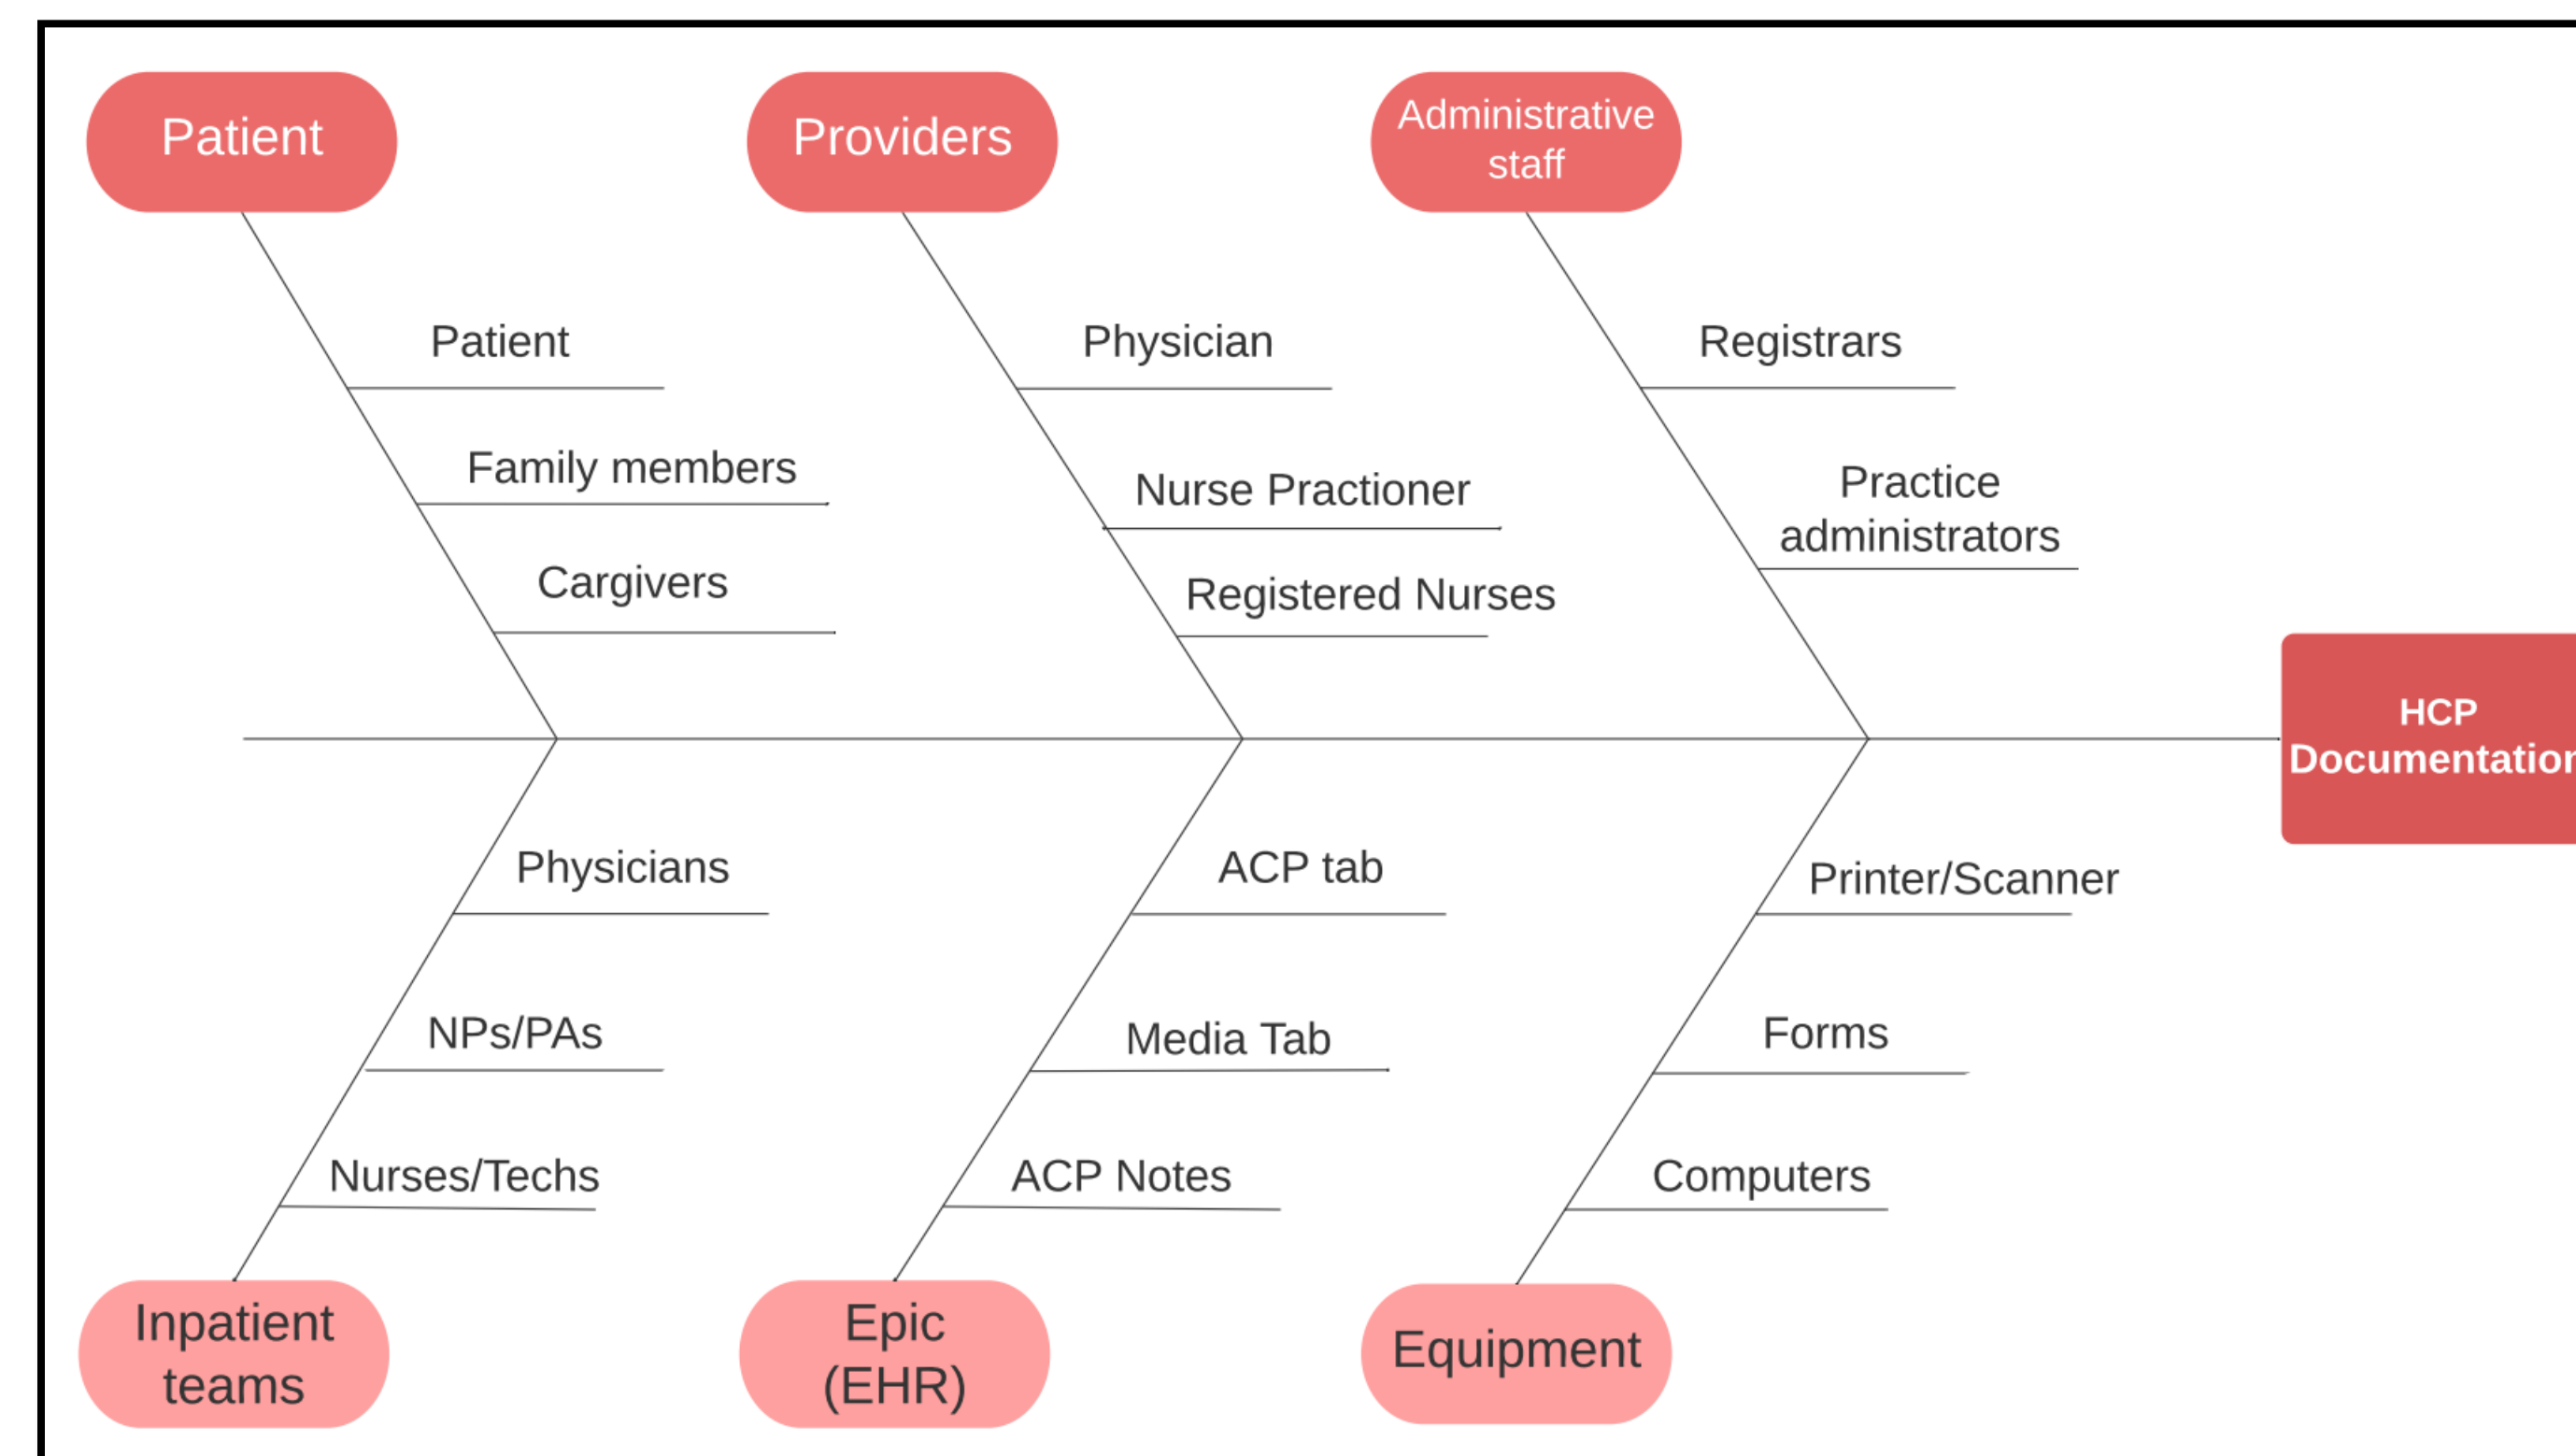 Patient
Providers
Administrative
staff
Patient
Physician
Registrars
Family members
Nurse Practioner
Practice
administrators
Cargivers
Registered Nurses
HCP
Documentation
Physicians
ACP tab
Printer/Scanner
NPs/PAs
Media Tab
Forms
Nurses/Techs
ACP Notes
Computers
Inpatient
teams
Epic
(EHR)
Equipment